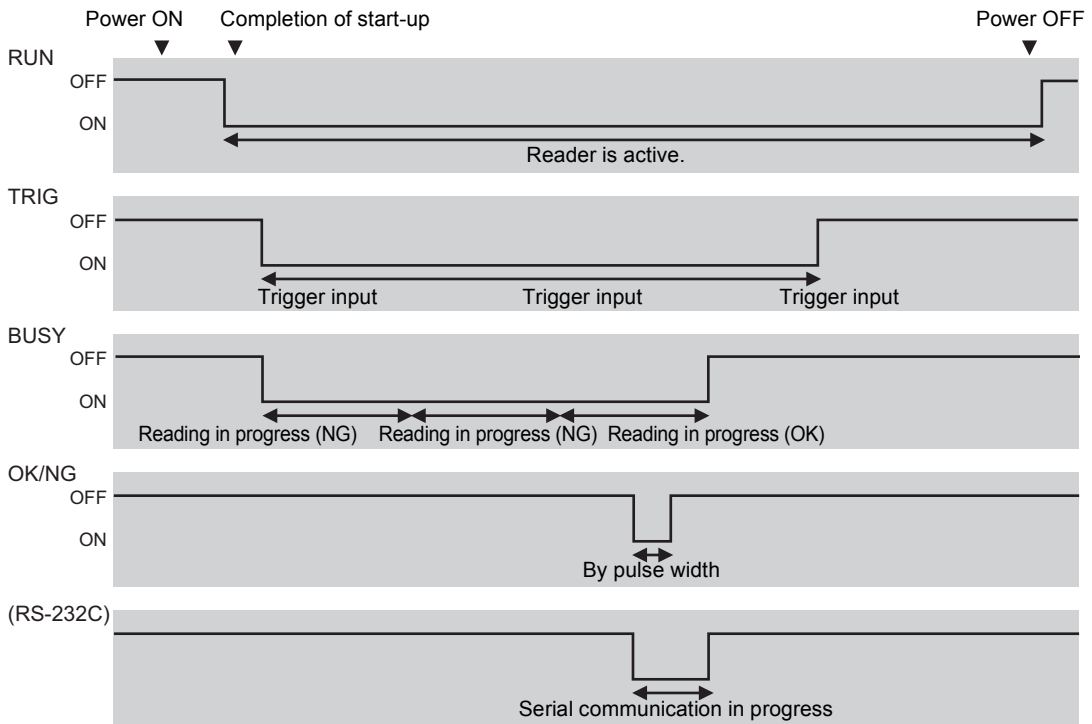 Power ON Completion of start-up Power OFF
RUN
OFF
ON
Reader is active.
TRIG
OFF
ON
Trigger input Trigger input Trigger input
BUSY
OFF
ON
Reading in progress (NG) Reading in progress (NG) Reading in progress (OK)
OK/NG
OFF
ON
By pulse width
(RS-232C)
Serial communication in progress